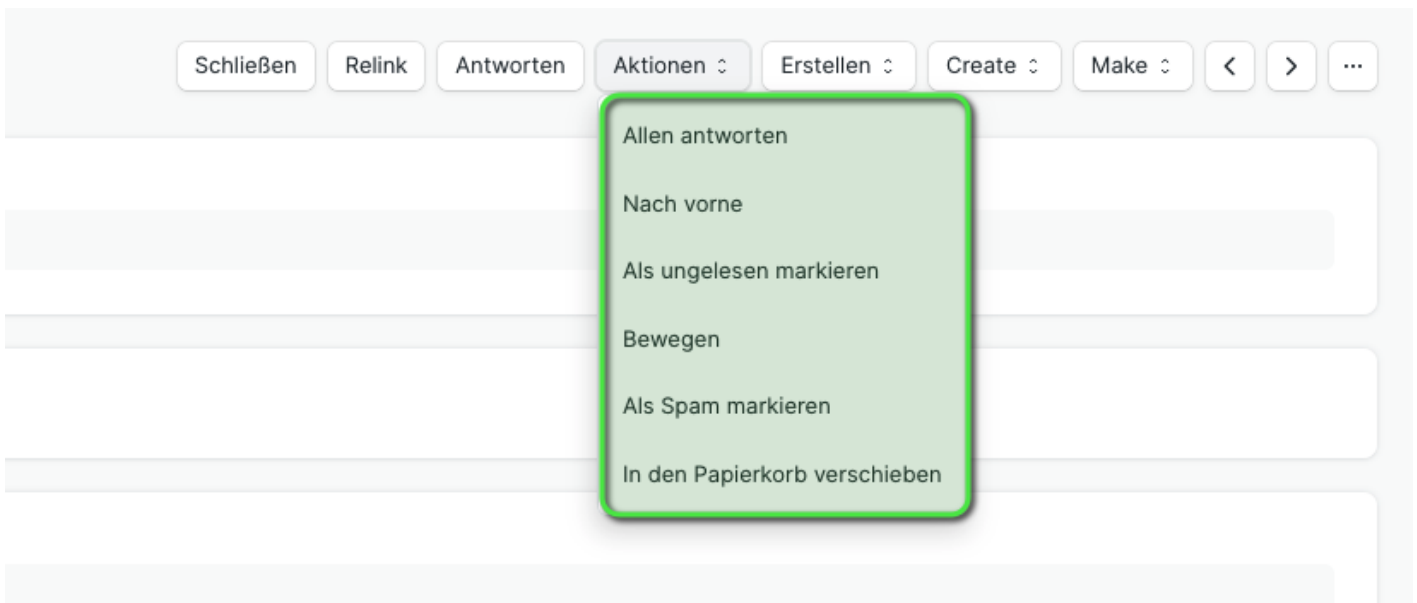 Schließen Relink Antworten Aktionen Erstellen Create Make ...
Allen antworten
Nach vorne
Als ungelesen markieren
Bewegen
Als Spam markieren
In den Papierkorb verschieben